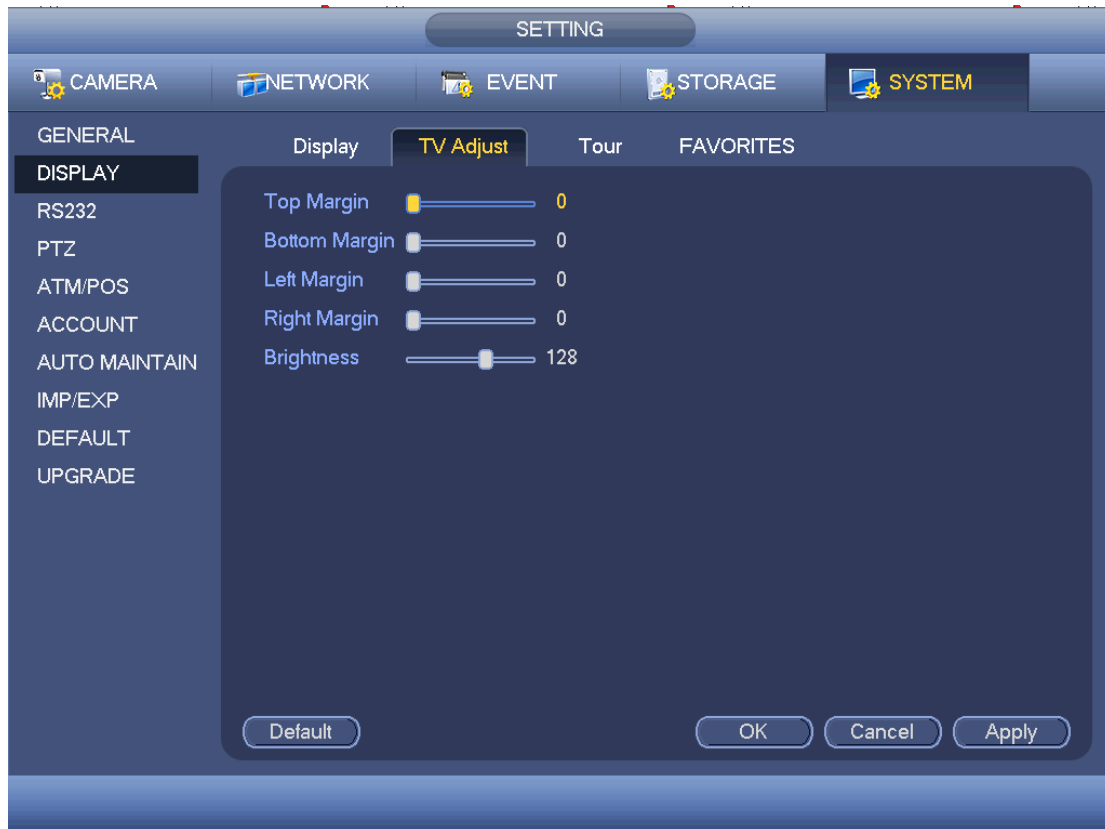 SETTING
CAMERA NETWORK EVENT STORAGE SYSTEM
GENERAL
DISPLAY
RS232
PTZ
ATM/POS
ACCOUNT
AUTO MAINTAIN
IMP/EXP
DEFAULT
UPGRADE
Display TV Adjust Tour FAVORITES
Top Margin 0
Bottom Margin 0
Left Margin 0
Right Margin 0
Brightness 128
Default OK Cancel Apply